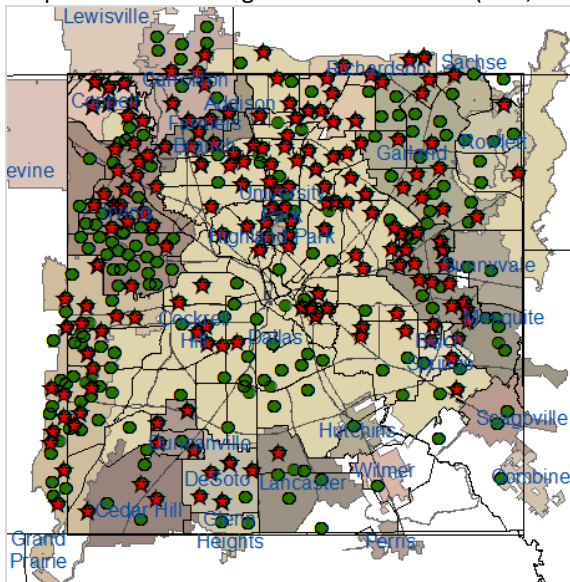 Lewisville
Richardson
Sachse
Carrollton
Coppell
Addison
Farmers
Branch
Garland
Rowlett
evine
University
Park
Irving
Highland Park
Sunnyvale
Cockrell
Hill
Dallas
Mesquite
Balch
Springs
Seagoville
Hutchins
Duncanville
Wilmer
Combine
DeSoto
Lancaster
Cedar Hill
Glenn
Heights
Grand
Prairie
Ferris